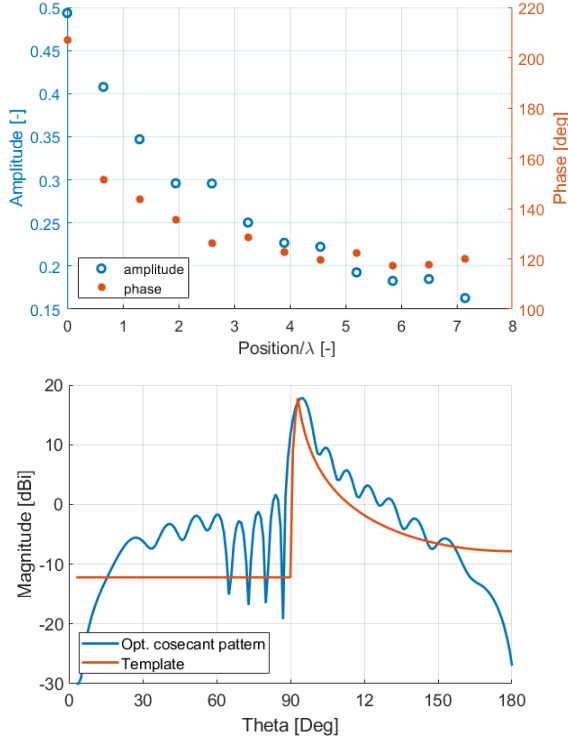 0.5
0.45
0.4
0.35
0.3
0.25
0.2
0.15
Amplitude [-]
220
200
180
160
140
120
100
Phase [deg]
amplitude
phase
0 1 2 3 4 5 6 7 8
Position/λ [-]
20
10
0
-10
-20
-30
Magnitude [dBi]
Opt. cosecant pattern
Template
0 30 60 90 12 150 180
Theta [Deg]